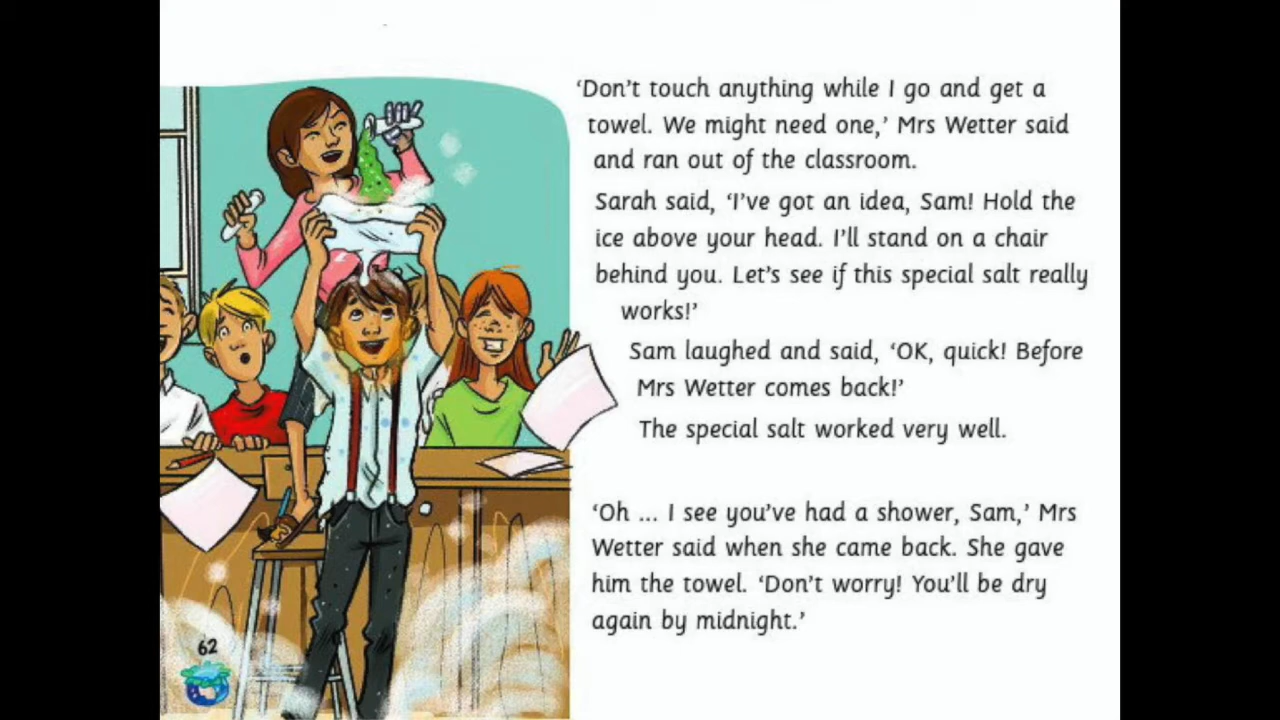 ‘Don’t touch anything while I go and get a
towel. We might need one,’ Mrs Wetter said
and ran out of the classroom.
Sarah said, ‘I’ve got an idea, Sam! Hold the
ice above your head. I’ll stand on a chair
behind you. Let’s see if this special salt really
works!’
Sam laughed and said, ‘OK, quick! Before
Mrs Wetter comes back!’
The special salt worked very well.
‘Oh ... I see you’ve had a shower, Sam,’ Mrs
Wetter said when she came back. She gave
him the towel. ‘Don’t worry! You’ll be dry
again by midnight.’
62